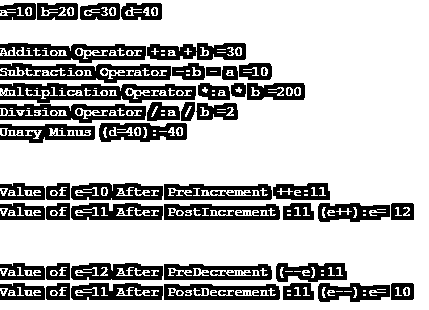 a=10 b=20 c=30 d=40
Addition Operator +:a + b =30
Subtraction Operator -:b - a =10
Multiplication Operator *:a * b =200
Division Operator /:a / b =2
Unary Minus (d=40):-40
Value of e=10 After PreIncrement ++e:11
Value of e=11 After PostIncrement :11 (e++):e= 12
Value of e=12 After PreDecrement (--e):11
Value of e=11 After PostDecrement :11 (e--):e= 10